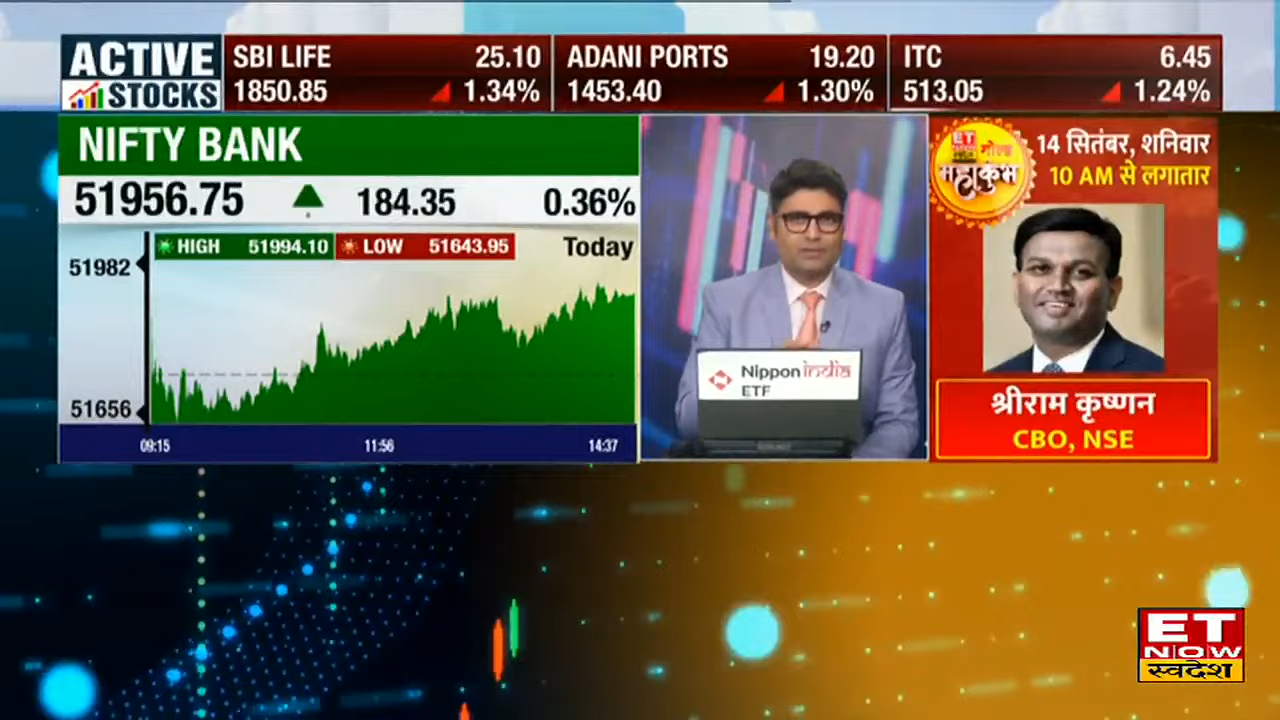 ACTIVE
STOCKS
SBI LIFE 25.10
1850.85 1.34%
ADANI PORTS 19.20
1453.40 1.30%
ITC 6.45
513.05 1.24%
NIFTY BANK
51956.75 184.35 0.36%
HIGH 51994.10 LOW 51643.95 Today
51982
51656
09:15 11:56 14:37
Nippon india
ETF
ET
गोल्ड
महाकुंभ
14 सितंबर, शनिवार
10 AM से लगातार
श्रीराम कृष्णन
CBO, NSE
ET
NOW
स्वदेश